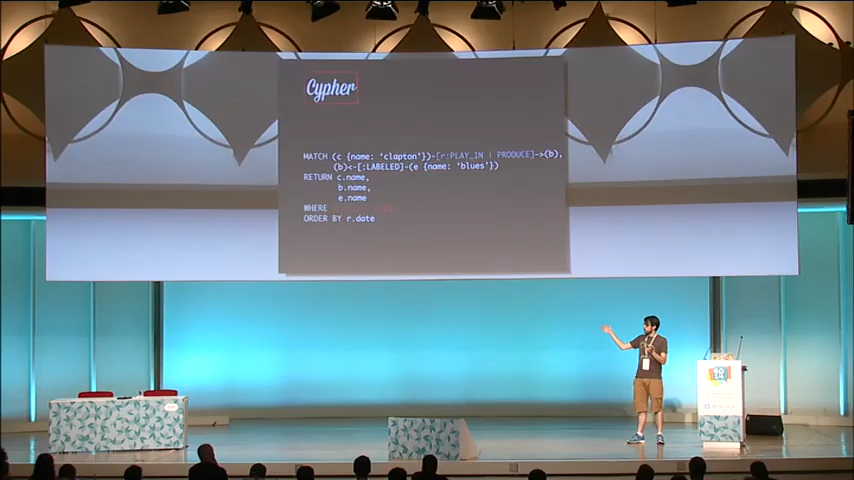 Cypher
MATCH (c {name: 'clapton'})-[r:PLAY_IN | PRODUCE]->(b),
(b)<-[:LABELED]-(e {name: 'blues'})
RETURN c.name,
b.name,
e.name
WHERE
ORDER BY r.date